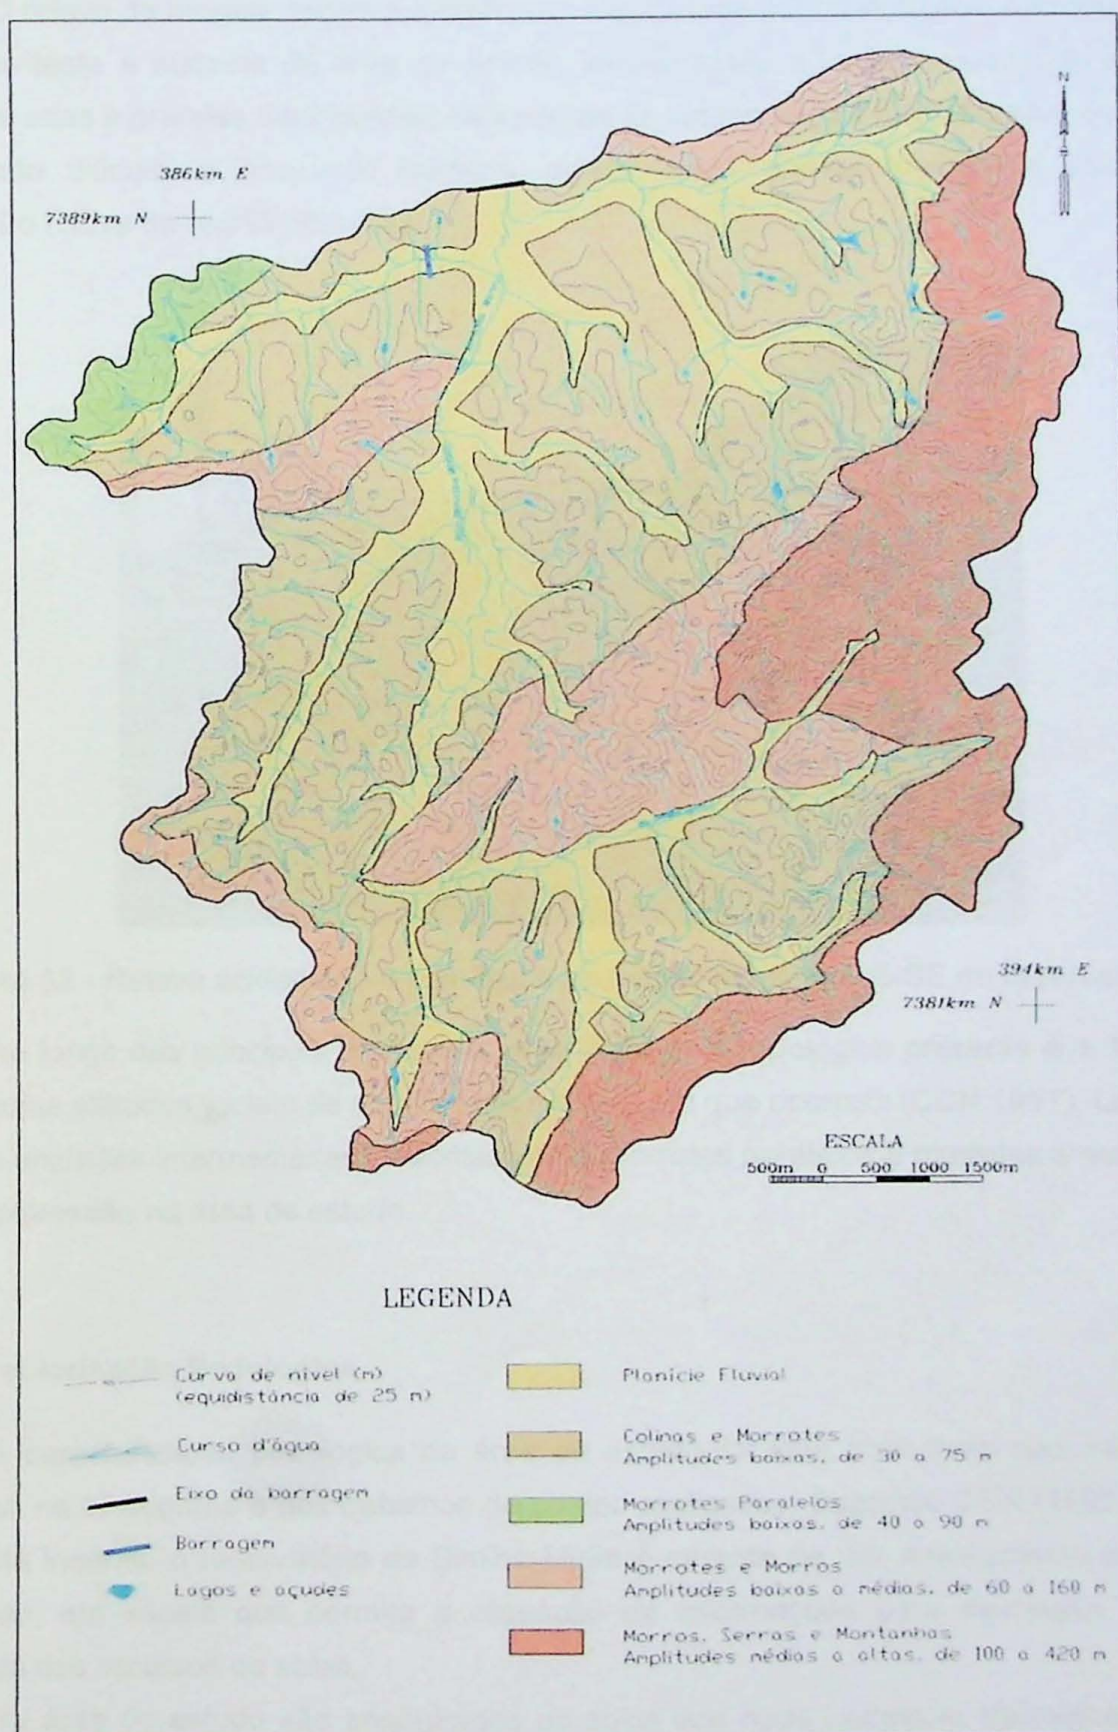 N
386km E
7389km N
394km E
7381km N
ESCALA
500m 0 500 1000 1500m
LEGENDA
Curva de nível (m)
(equidistância de 25 m)
Curso d'água
Eixo da barragem
Barragem
Lagos e açudes
Planície Fluvial
Colinas e Morrotes
Amplitudes baixas, de 30 a 75 m
Morrotes Paralelos
Amplitudes baixas, de 40 a 90 m
Morrotes e Morros
Amplitudes baixas a médias, de 60 a 160 m
Morros, Serras e Montanhas
Amplitudes médias a altas, de 100 a 420 m